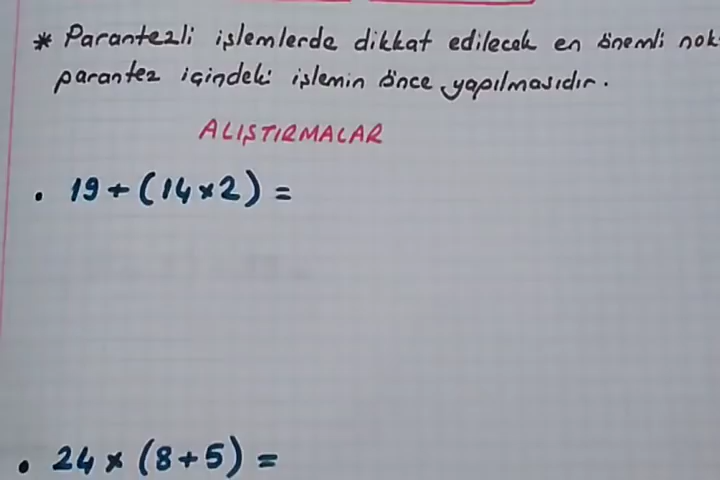 * Parantezli işlemlerde dikkat edilecek en önemli nok
parantez içindeki işlemin önce yapılmasıdır.
ALIŞTIRMALAR
. 19 + (14 x 2) =
. 24 x (8 + 5) =